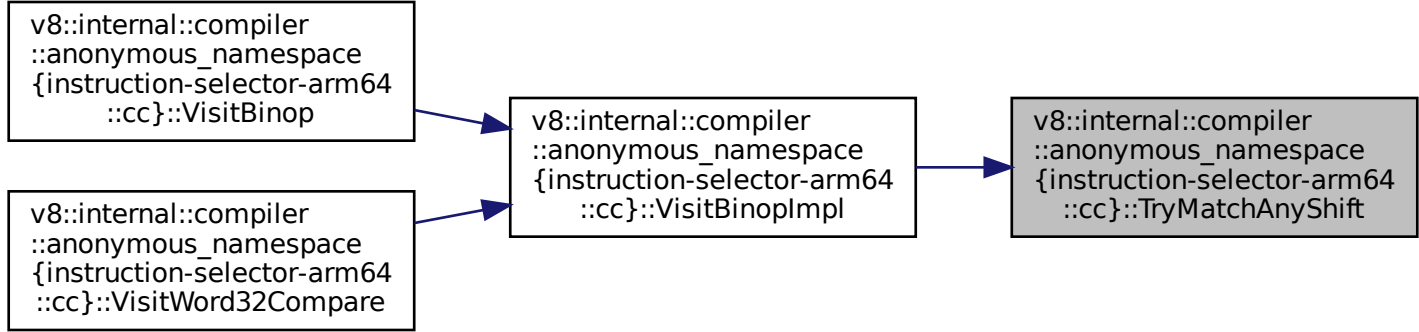 v8::internal::compiler
::anonymous_namespace
{instruction-selector-arm64
::cc}::VisitBinop
v8::internal::compiler
::anonymous_namespace
{instruction-selector-arm64
::cc}::VisitWord32Compare
v8::internal::compiler
::anonymous_namespace
{instruction-selector-arm64
::cc}::VisitBinopImpl
v8::internal::compiler
::anonymous_namespace
{instruction-selector-arm64
::cc}::TryMatchAnyShift